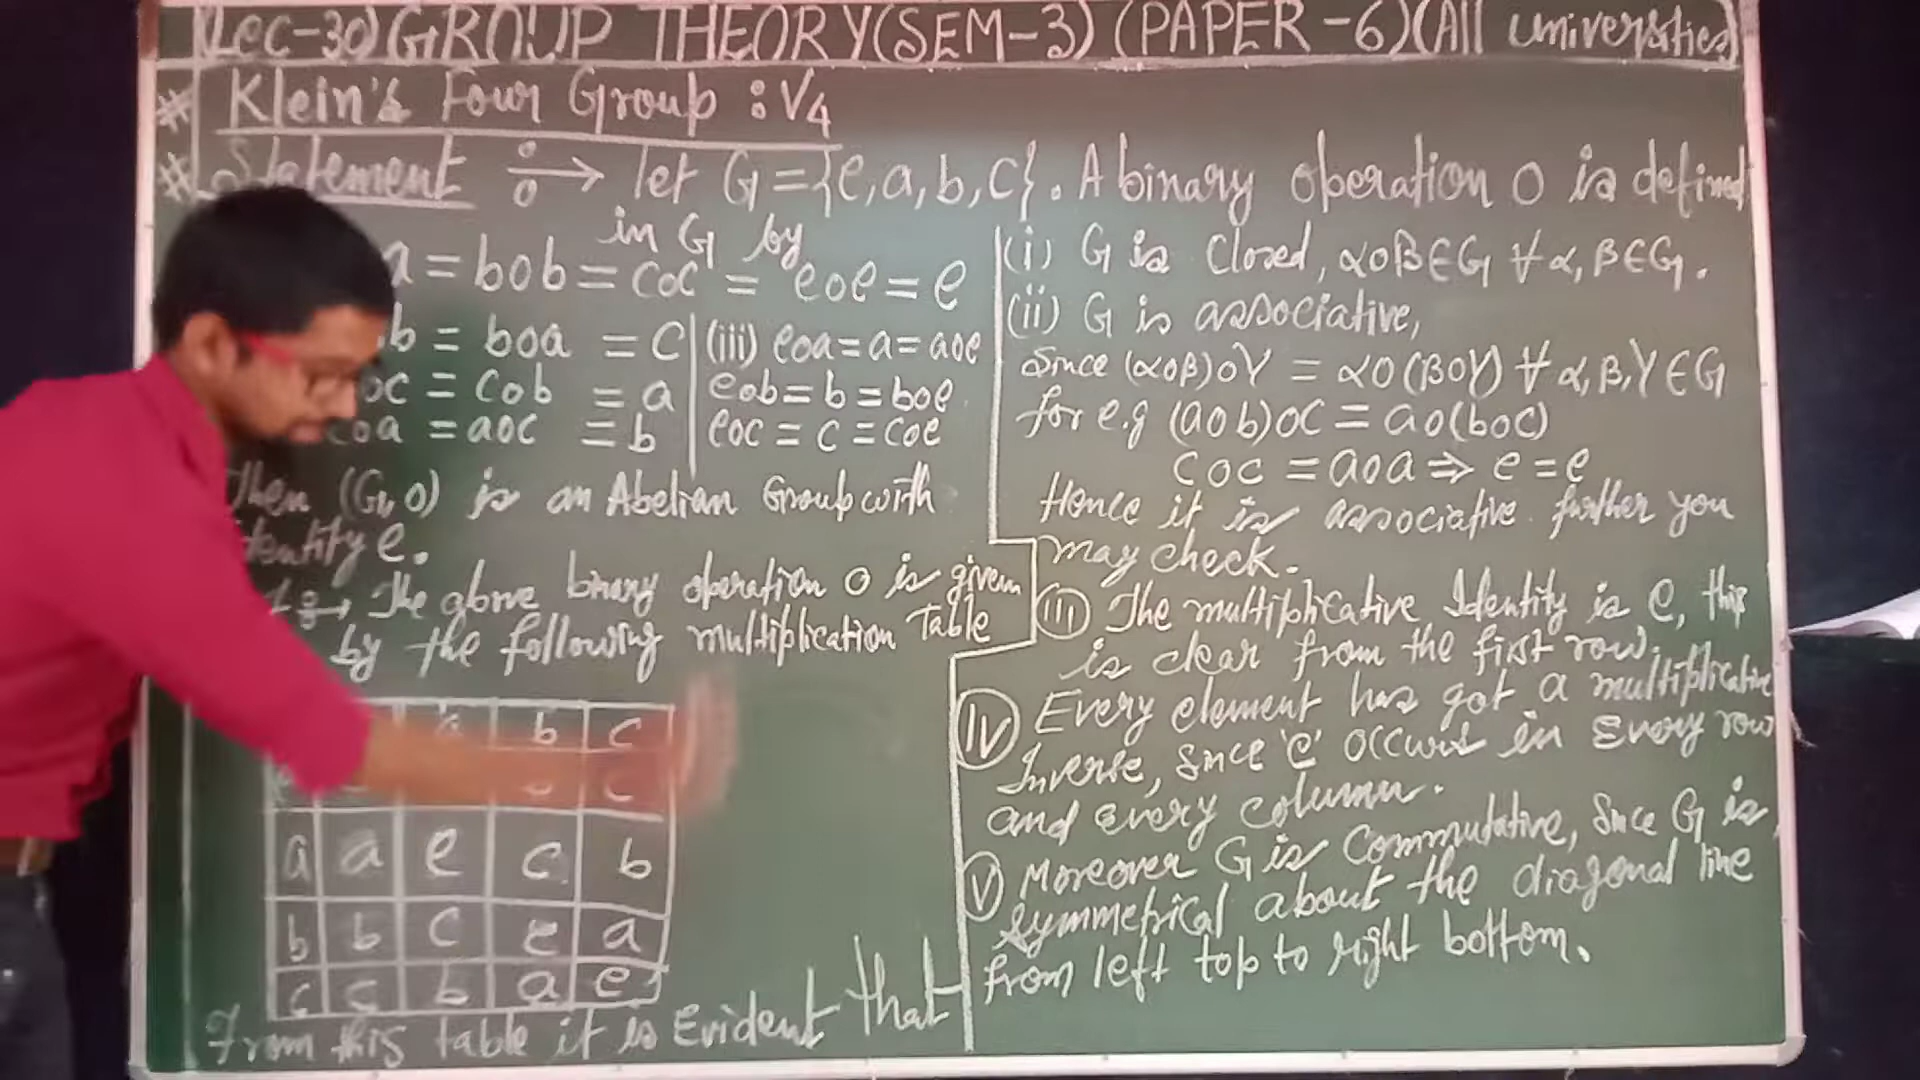 Lec-30) GROUP THEORY (SEM-3) (PAPER-6) (All universities)
# Klein's Four Group : V4
# Statement :→ let G = {e, a, b, c}. A binary operation o is defined
in G by
a = bob = coc = eoe = e
b = boa = c
oc = cob = a
coa = aoc = b
(iii) eoa = a = aoe
eob = b = boe
eoc = c = coe
Then (G, o) is an Abelian Group with
identity e.
The above binary operation o is given
by the following multiplication Table
a b c
c
a a e c b
b b c e a
c c b a e
From this table it is Evident that
(i) G is Closed, αoβ∈G ∀ α, β∈G.
(ii) G is associative,
Since (αoβ)oγ = αo(βoγ) ∀ α, β, γ ∈ G
for e.g (aob)oc = ao(boc)
coc = aoa ⇒ e = e
Hence it is associative further you
may check.
(iii) The multiplicative Identity is e, this
is clear from the first row.
(iv) Every element has got a multiplicative
Inverse, since 'e' occurs in Every row
and every column.
(v) Moreover G is Commutative, Since G is
symmetrical about the diagonal line
from left top to right bottom.